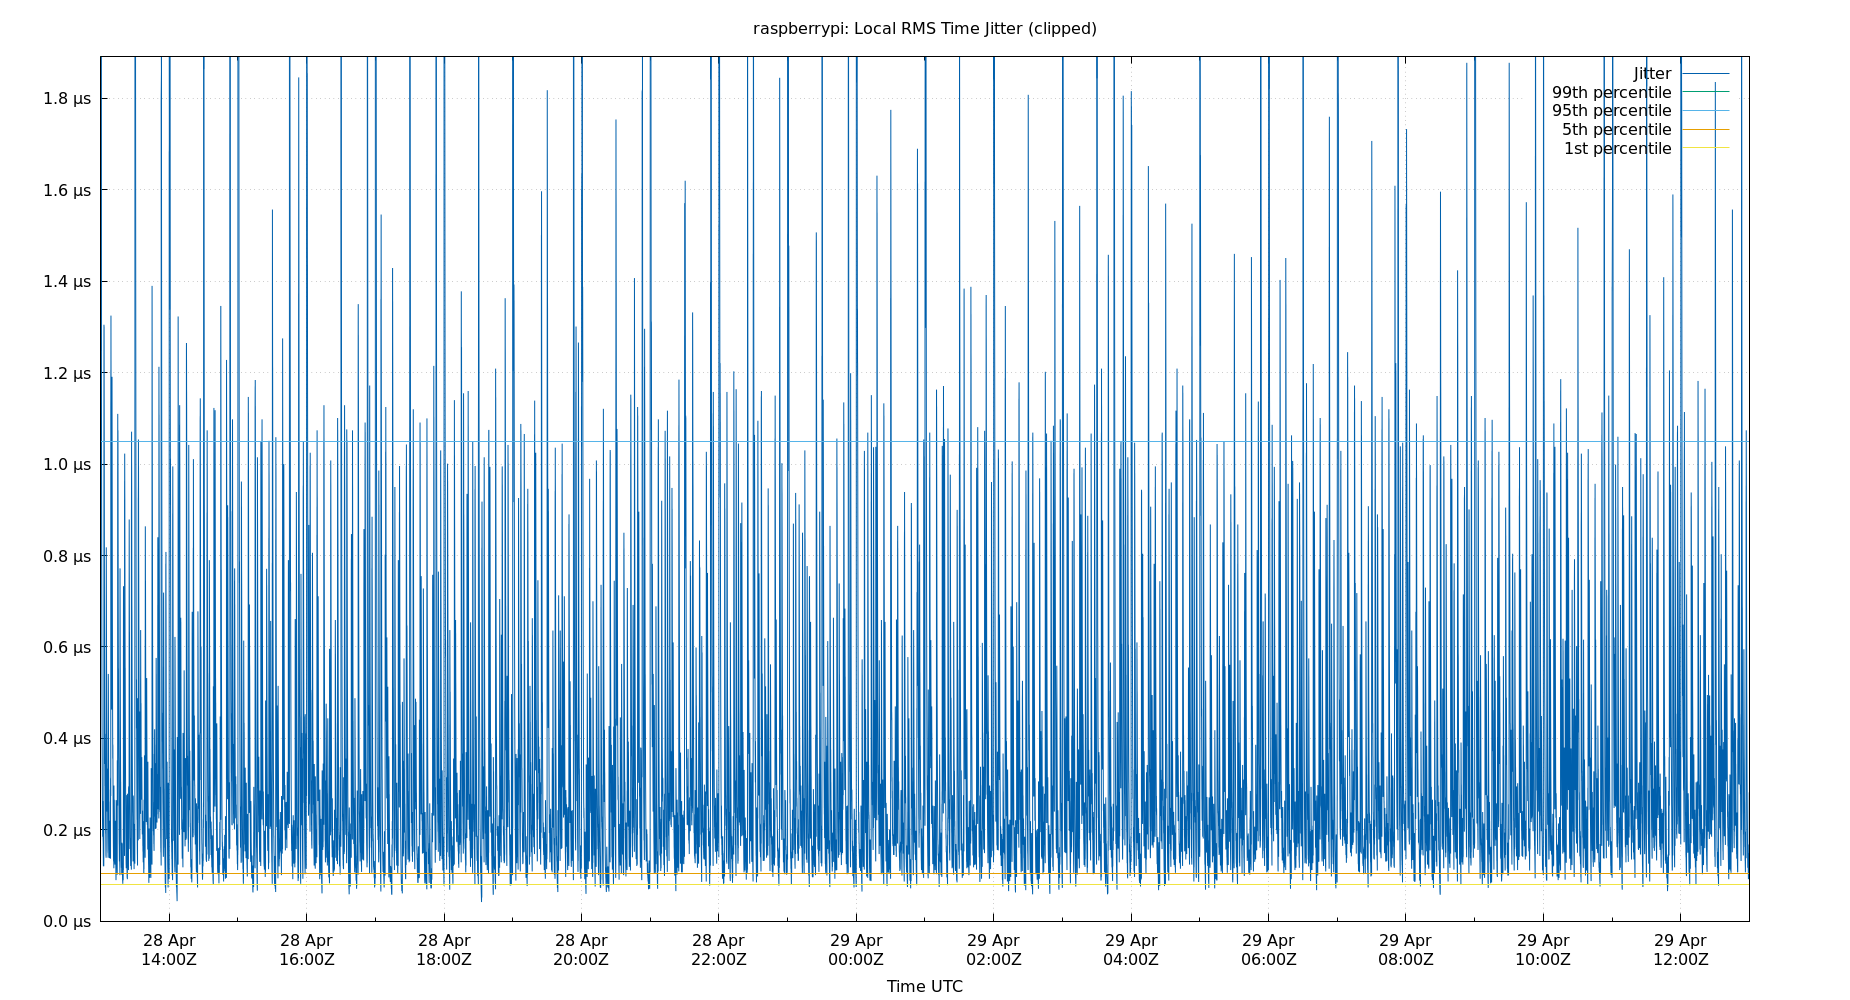 raspberrypi: Local RMS Time Jitter (clipped)
Jitter
99th percentile
95th percentile
5th percentile
1st percentile
1.8 µs
1.6 µs
1.4 µs
1.2 µs
1.0 µs
0.8 µs
0.6 µs
0.4 µs
0.2 µs
0.0 µs
28 Apr 28 Apr 28 Apr 28 Apr 28 Apr 29 Apr 29 Apr 29 Apr 29 Apr 29 Apr 29 Apr 29 Apr
14:00Z 16:00Z 18:00Z 20:00Z 22:00Z 00:00Z 02:00Z 04:00Z 06:00Z 08:00Z 10:00Z 12:00Z
Time UTC